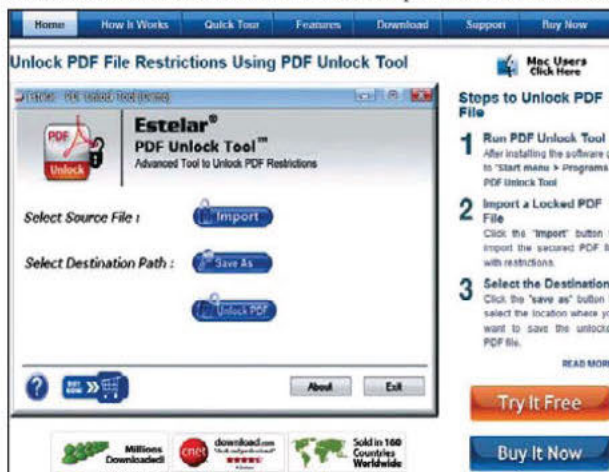 Home How It Works Quick Tour Features Download Support Buy Now
Unlock PDF File Restrictions Using PDF Unlock Tool
Mac Users
Click Here
PDF Unlock Tool (Demo)
PDF
Unlock
Estelar®
PDF Unlock Tool™
Advanced Tool to Unlock PDF Restrictions
Select Source File :
Import
Select Destination Path :
Save As
Unlock PDF
?
BUY NOW
About
Exit
Steps to Unlock PDF
File
1 Run PDF Unlock Tool
After installing the software
to "Start menu > Programs
PDF Unlock Tool
2 Import a Locked PDF
File
Click the "Import" button
import the secured PDF
with restrictions.
3 Select the Destination
Click the "save as" button
select the location where
want to save the
PDF file.
READ MORE
Try It Free
Buy It Now
Millions
Downloaded!
cnet
download.com
Sold in 160
Countries
Worldwide